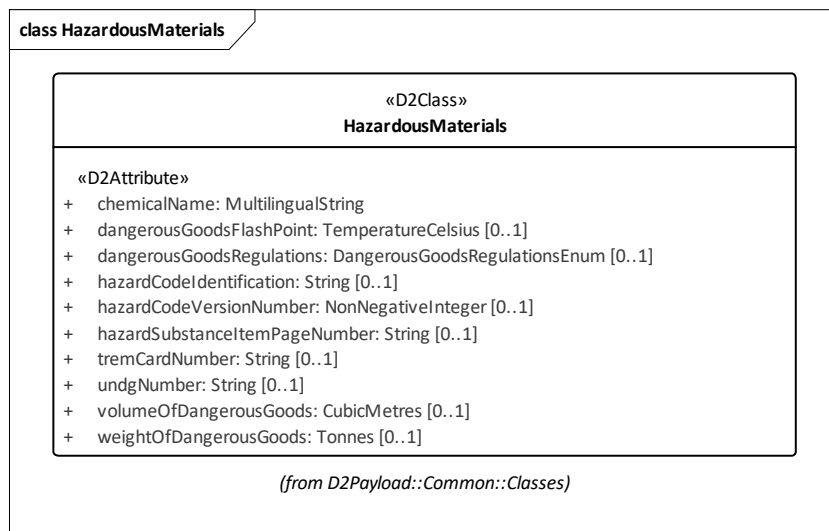 class HazardousMaterials
«D2Class»
HazardousMaterials
«D2Attribute»
+ chemicalName: MultilingualString
+ dangerousGoodsFlashPoint: TemperatureCelsius [0..1]
+ dangerousGoodsRegulations: DangerousGoodsRegulationsEnum [0..1]
+ hazardCodeIdentification: String [0..1]
+ hazardCodeVersionNumber: NonNegativeInteger [0..1]
+ hazardSubstanceItemPageNumber: String [0..1]
+ tremCardNumber: String [0..1]
+ undgNumber: String [0..1]
+ volumeOfDangerousGoods: CubicMetres [0..1]
+ weightOfDangerousGoods: Tonnes [0..1]
(from D2Payload::Common::Classes)